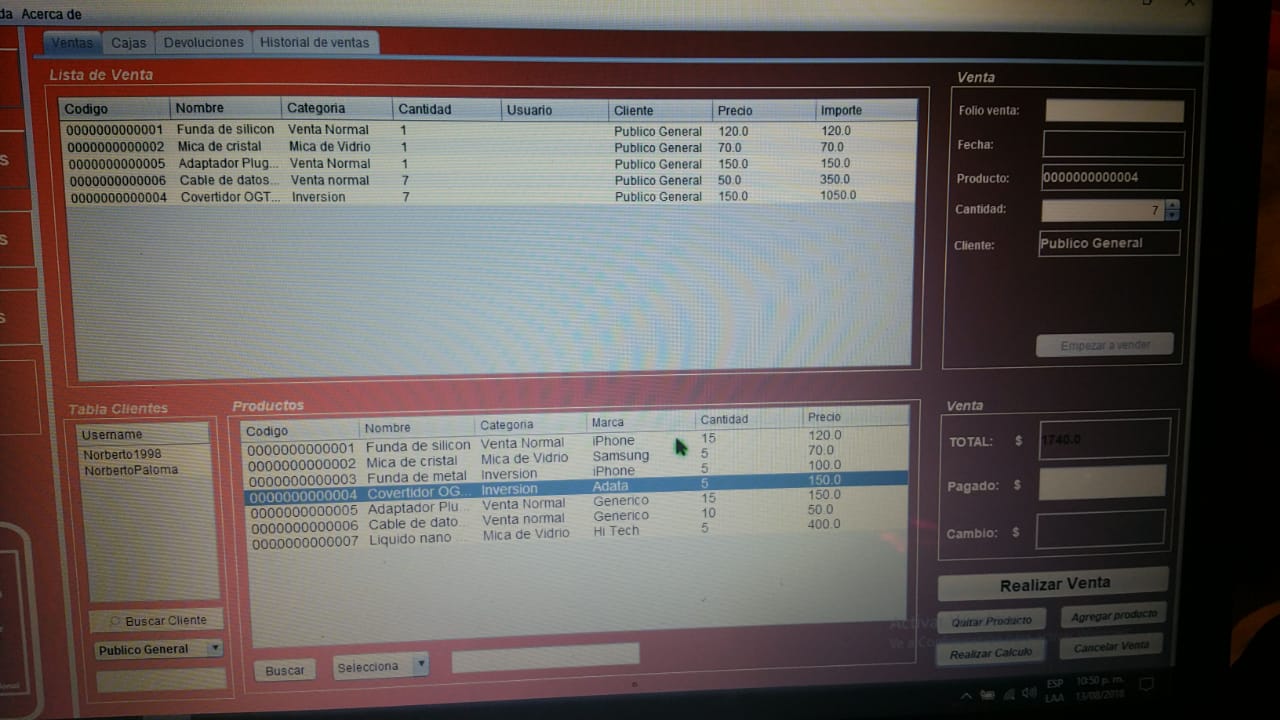 da Acerca de
Ventas Cajas Devoluciones Historial de ventas
Lista de Venta
Codigo Nombre Categoria Cantidad Usuario Cliente Precio Importe
0000000000001 Funda de silicon Venta Normal 1 Publico General 120.0 120.0
0000000000002 Mica de cristal Mica de Vidrio 1 Publico General 70.0 70.0
0000000000005 Adaptador Plug... Venta Normal 1 Publico General 150.0 150.0
0000000000006 Cable de datos... Venta normal 7 Publico General 50.0 350.0
0000000000004 Covertidor OGT... Inversion 7 Publico General 150.0 1050.0
Venta
Folio venta:
Fecha:
Producto: 0000000000004
Cantidad: 7
Cliente: Publico General
Empezar a vender
Tabla Clientes
Username
Norberto1998
NorbertoPaloma
Buscar Cliente
Publico General
Productos
Codigo Nombre Categoria Marca Cantidad Precio
0000000000001 Funda de silicon Venta Normal iPhone 15 120.0
0000000000002 Mica de cristal Mica de Vidrio Samsung 5 70.0
0000000000003 Funda de metal Inversion iPhone 5 100.0
0000000000004 Covertidor OG... Inversion Adata 5 150.0
0000000000005 Adaptador Plu... Venta Normal Generico 15 150.0
0000000000006 Cable de dato... Venta normal Generico 10 50.0
0000000000007 Liquido nano Mica de Vidrio Hi Tech 5 400.0
Buscar Selecciona
Venta
TOTAL: $ 1740.0
Pagado: $
Cambio: $
Realizar Venta
Quitar Producto Agregar producto
Realizar Calculo Cancelar Venta
ESP 10:50 p. m.
LAA 13/08/2018